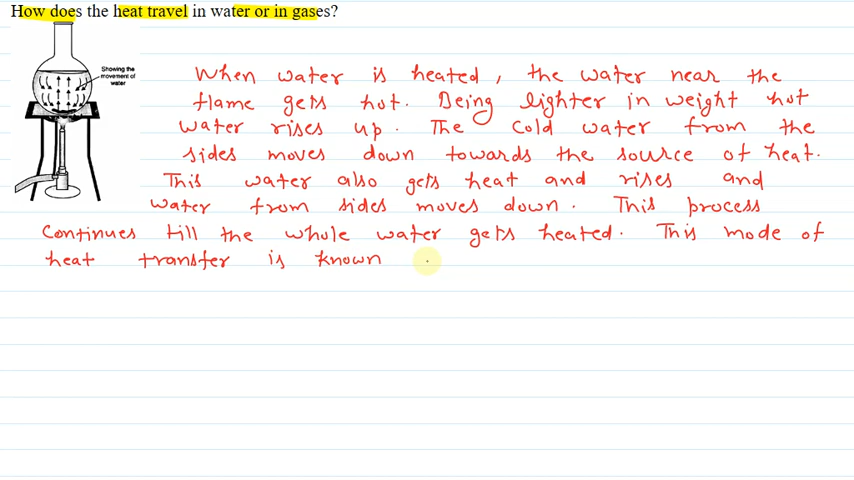 How does the heat travel in water or in gases?
Showing the
movement of
water
When water is heated, the water near the
flame gets hot. Being lighter in weight hot
water rises up. The cold water from the
sides moves down towards the source of heat.
This water also gets heat and rises and
water from sides moves down. This process
Continues till the whole water gets heated. This mode of
heat transfer is known